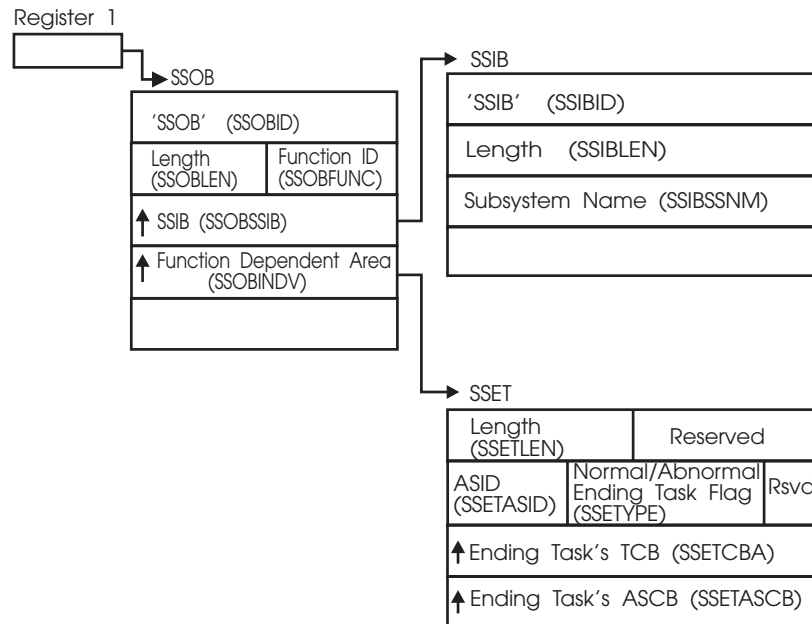 Register 1
SSOB
'SSOB' (SSOBID)
Length
(SSOBLEN)
Function ID
(SSOBFUNC)
SSIB (SSOBSSIB)
Function Dependent Area
(SSOBINDV)
SSIB
'SSIB' (SSIBID)
Length (SSIBLEN)
Subsystem Name (SSIBSSNM)
SSET
Length
(SSETLEN)
Reserved
ASID
(SSETASID)
Normal/Abnormal
Ending Task Flag
(SSETYPE)
Ending Task's TCB (SSETCBA)
Ending Task's ASCB (SSETASCB)